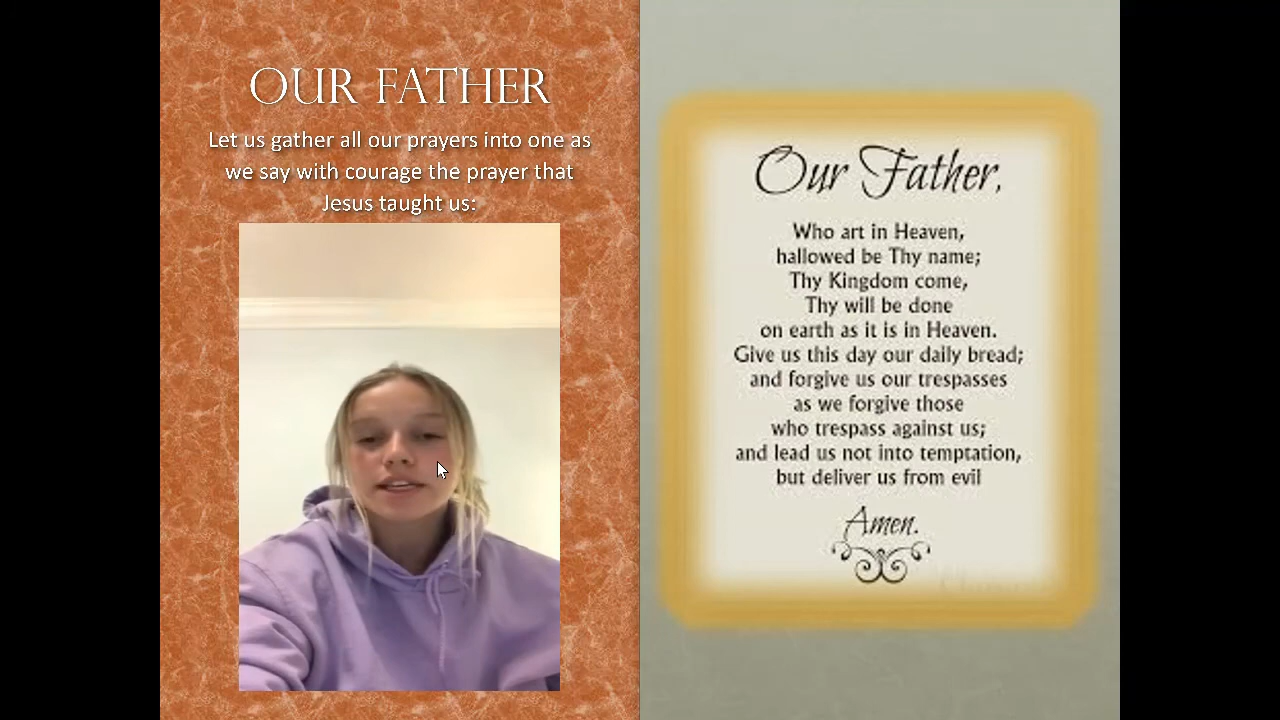 OUR FATHER
Let us gather all our prayers into one as
we say with courage the prayer that
Jesus taught us:
Our Father,
Who art in Heaven,
hallowed be Thy name;
Thy Kingdom come,
Thy will be done
on earth as it is in Heaven.
Give us this day our daily bread;
and forgive us our trespasses
as we forgive those
who trespass against us;
and lead us not into temptation,
but deliver us from evil
Amen.